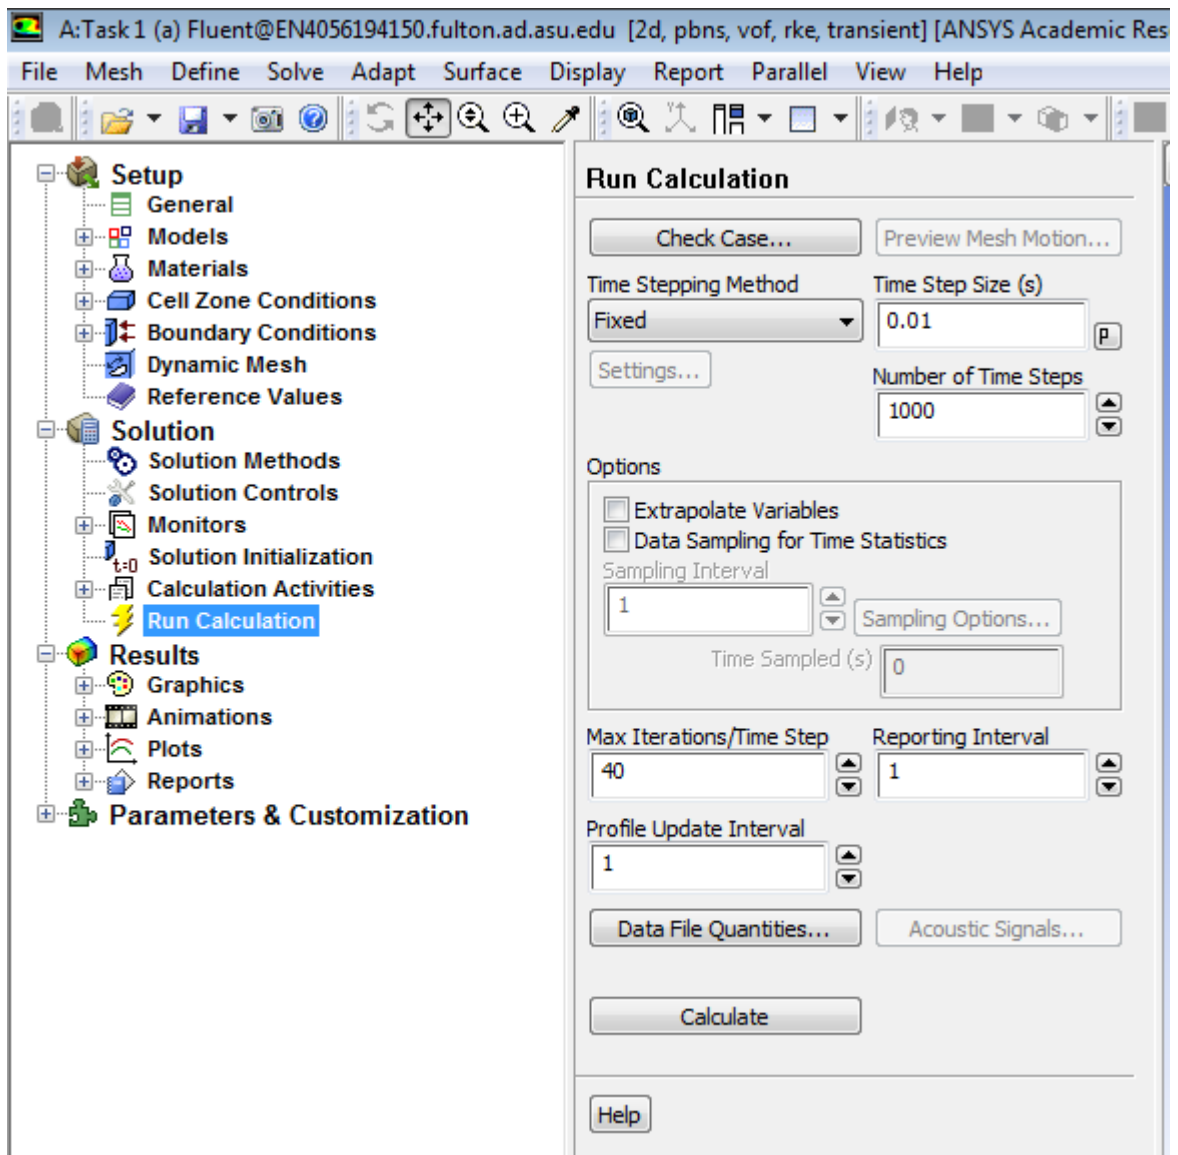 A:Task 1 (a) Fluent@EN4056194150.fulton.ad.asu.edu [2d, pbns, vof, rke, transient] [ANSYS Academic Res
File Mesh Define Solve Adapt Surface Display Report Parallel View Help
Setup
General
Models
Materials
Cell Zone Conditions
Boundary Conditions
Dynamic Mesh
Reference Values
Solution
Solution Methods
Solution Controls
Monitors
t=0 Solution Initialization
Calculation Activities
Run Calculation
Results
Graphics
Animations
Plots
Reports
Parameters & Customization
Run Calculation
Check Case... Preview Mesh Motion...
Time Stepping Method Time Step Size (s)
Fixed 0.01 P
Settings... Number of Time Steps
1000
Options
Extrapolate Variables
Data Sampling for Time Statistics
Sampling Interval
1 Sampling Options...
Time Sampled (s) 0
Max Iterations/Time Step Reporting Interval
40 1
Profile Update Interval
1
Data File Quantities... Acoustic Signals...
Calculate
Help